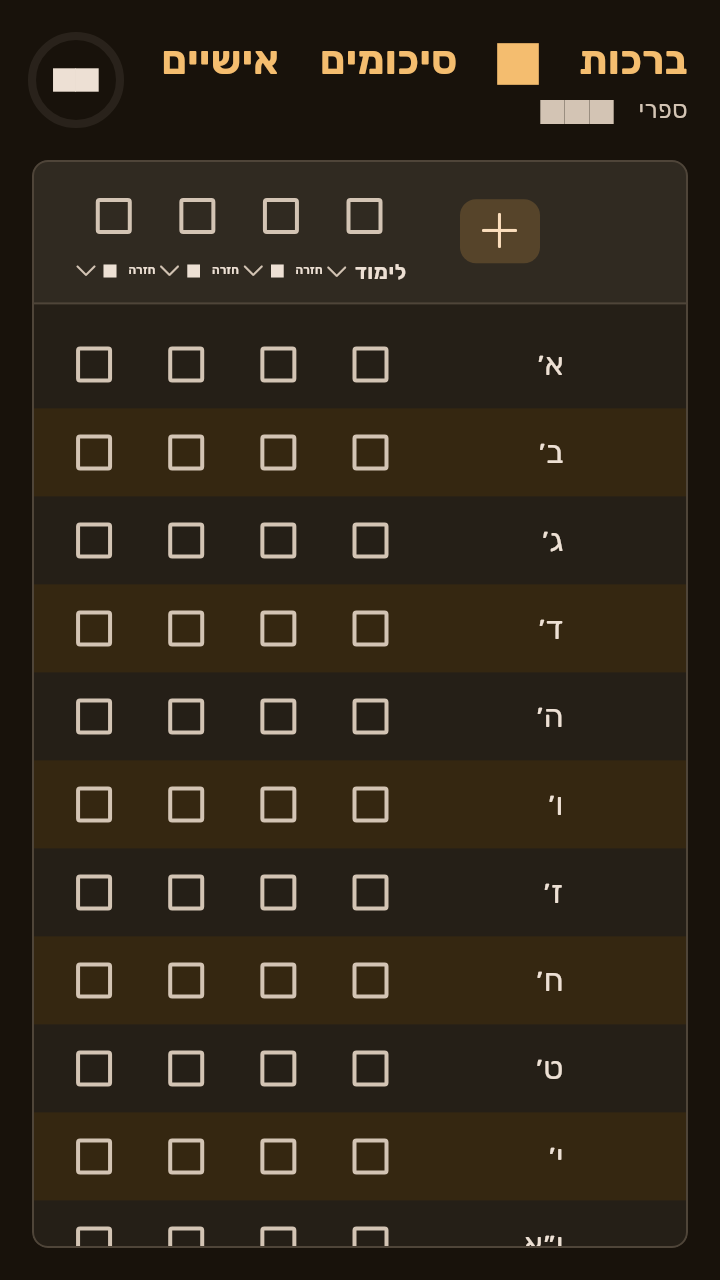 ברכות סיכומים אישיים
ספרי
לימוד חזרה חזרה חזרה
א׳
ב׳
ג׳
ד׳
ה׳
ו׳
ז׳
ח׳
ט׳
י׳
י״א